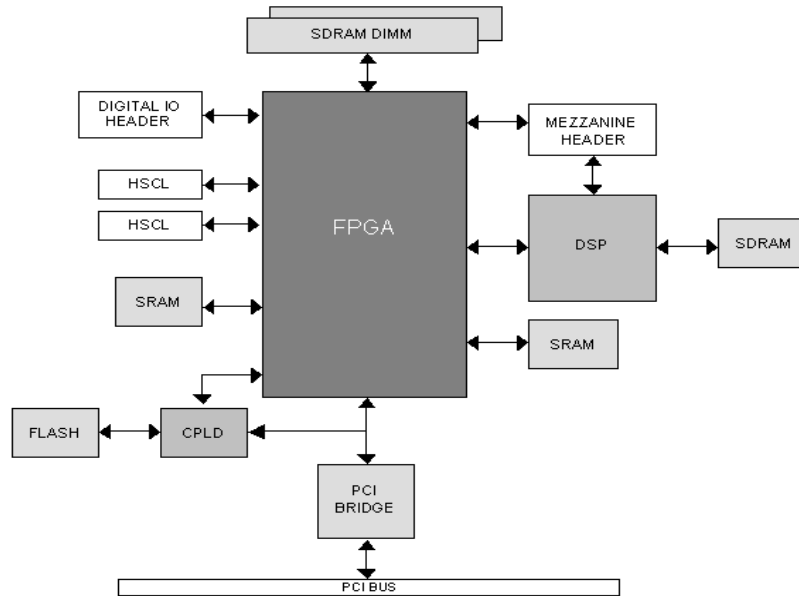 SDRAM DIMM
DIGITAL IO
HEADER
MEZZANINE
HEADER
HSCL
HSCL
FPGA
DSP
SDRAM
SRAM
SRAM
FLASH
CPLD
PCI
BRIDGE
PCI BUS